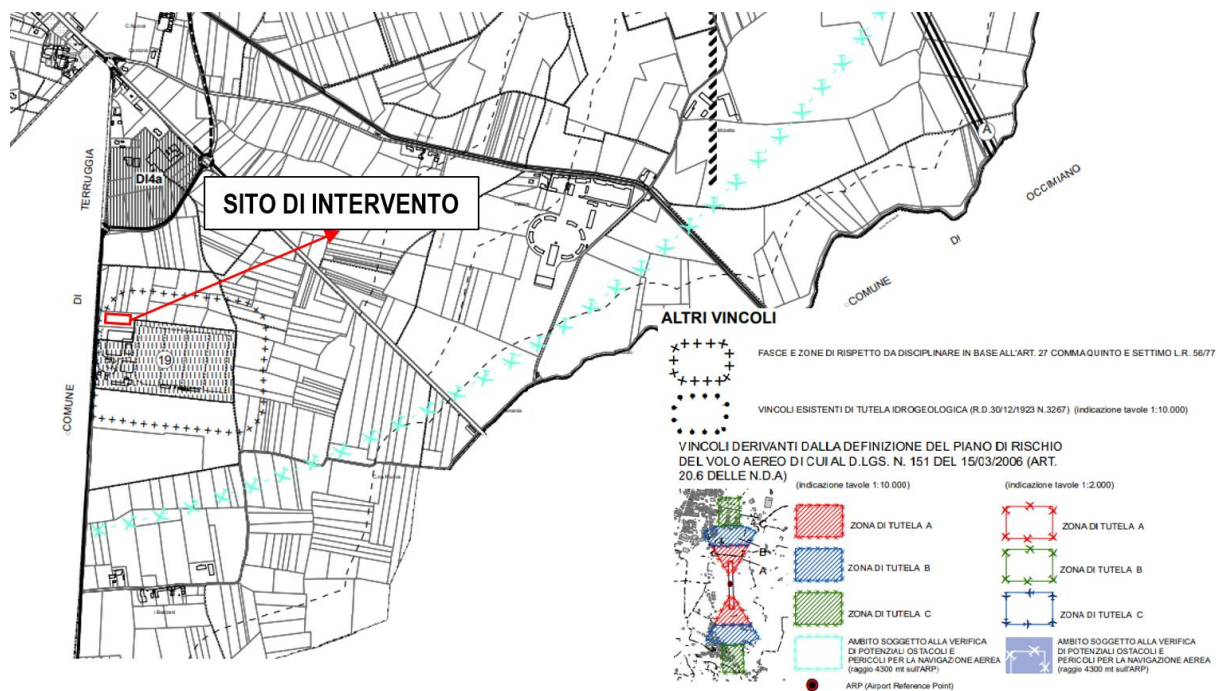 C.Nuova
DI4a
TERRUGGIA
SITO DI INTERVENTO
A
OCCIMIANO
DI
COMUNE
DI
19
COMUNE
ALTRI VINCOLI
FASCE E ZONE DI RISPETTO DA DISCIPLINARE IN BASE ALL'ART. 27 COMMA QUINTO E SETTIMO L.R. 56/77
VINCOLI ESISTENTI DI TUTELA IDROGEOLOGICA (R.D.30/12/1923 N.3267) (indicazione tavole 1:10.000)
VINCOLI DERIVANTI DALLA DEFINIZIONE DEL PIANO DI RISCHIO
DEL VOLO AEREO DI CUI AL D.LGS. N. 151 DEL 15/03/2006 (ART.
20.6 DELLE N.D.A)
(indicazione tavole 1:10.000)
(indicazione tavole 1:2.000)
ZONA DI TUTELA A
ZONA DI TUTELA A
B
A
ZONA DI TUTELA B
ZONA DI TUTELA B
ZONA DI TUTELA C
ZONA DI TUTELA C
AMBITO SOGGETTO ALLA VERIFICA
DI POTENZIALI OSTACOLI E
PERICOLI PER LA NAVIGAZIONE AEREA
(raggio 4300 mt sull'ARP)
AMBITO SOGGETTO ALLA VERIFICA
DI POTENZIALI OSTACOLI E
PERICOLI PER LA NAVIGAZIONE AEREA
(raggio 4300 mt sull'ARP)
ARP (Airport Reference Point)